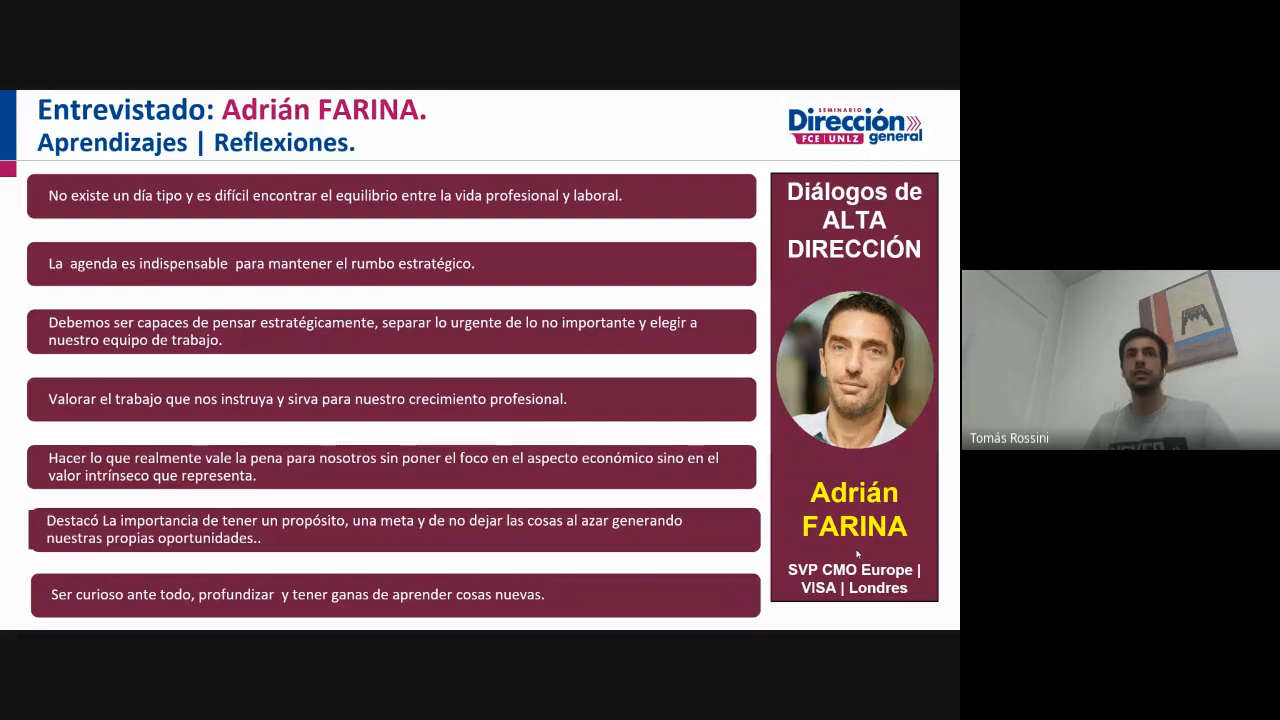 Entrevistado: Adrián FARINA.
Aprendizajes | Reflexiones.
SEMINARIO
Dirección
general
FCE | UNLZ
No existe un día tipo y es difícil encontrar el equilibrio entre la vida profesional y laboral.
La agenda es indispensable para mantener el rumbo estratégico.
Debemos ser capaces de pensar estratégicamente, separar lo urgente de lo no importante y elegir a
nuestro equipo de trabajo.
Valorar el trabajo que nos instruya y sirva para nuestro crecimiento profesional.
Hacer lo que realmente vale la pena para nosotros sin poner el foco en el aspecto económico sino en el
valor intrínseco que representa.
Destacó La importancia de tener un propósito, una meta y de no dejar las cosas al azar generando
nuestras propias oportunidades..
Ser curioso ante todo, profundizar y tener ganas de aprender cosas nuevas.
Diálogos de
ALTA
DIRECCIÓN
Adrián
FARINA
SVP CMO Europe |
VISA | Londres
Tomás Rossini